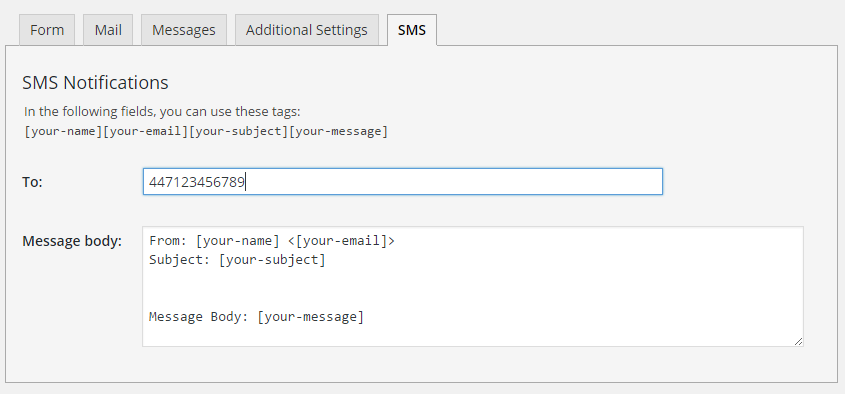 Form Mail Messages Additional Settings SMS
SMS Notifications
In the following fields, you can use these tags:
[your-name][your-email][your-subject][your-message]
To: 447123456789
Message body: From: [your-name] <[your-email]>
Subject: [your-subject]
Message Body: [your-message]